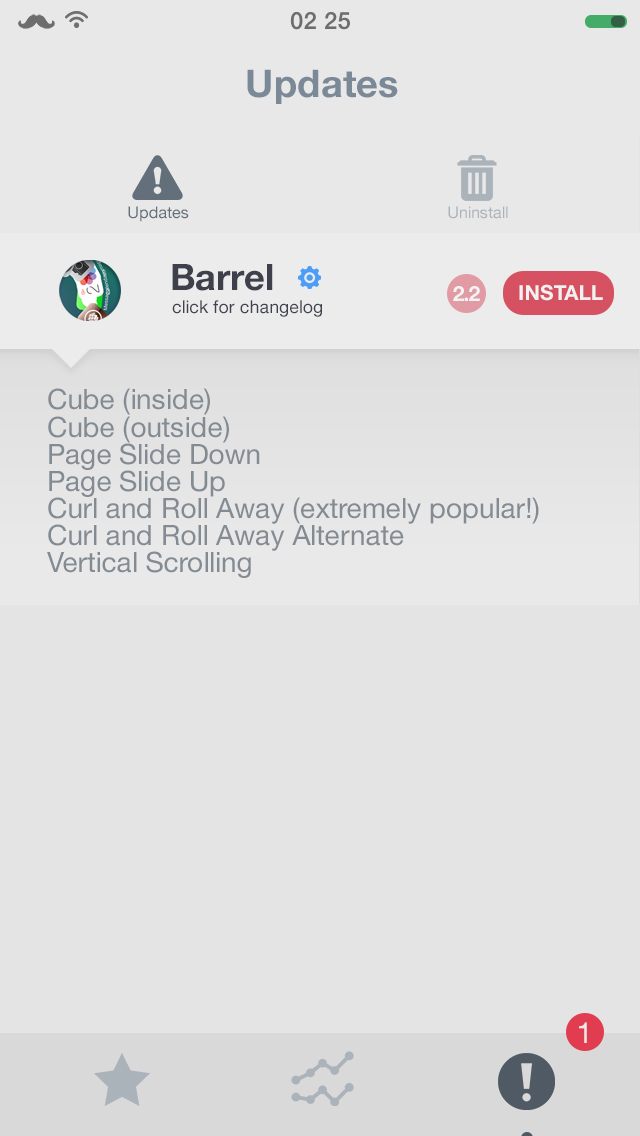 02 25
Updates
Updates
Uninstall
Barrel
click for changelog
2.2
INSTALL
Cube (inside)
Cube (outside)
Page Slide Down
Page Slide Up
Curl and Roll Away (extremely popular!)
Curl and Roll Away Alternate
Vertical Scrolling
1